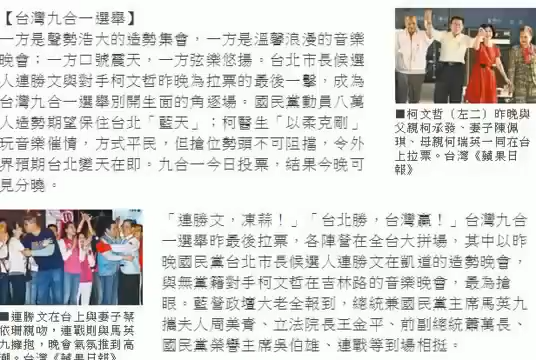 【台灣九合一選舉】
一方是聲勢浩大的造勢集會，一方是溫馨浪漫的音樂
晚會；一方口號震天，一方弦樂悠揚。台北市長候選
人連勝文與對手柯文哲昨晚為拉票的最後一擊，成為
台灣九合一選舉別開生面的角逐場。國民黨動員八萬
人造勢期望保住台北「藍天」；柯醫生「以柔克剛」
玩音樂催情，方式平民，但搶位勢頭不可阻擋，令外
界預期台北變天在即。九合一今日投票，結果今晚可
見分曉。
■柯文哲（左二）昨晚與
父親柯承發、妻子陳佩
琪、母親柯瑞英一同在台
上拉票。台灣《蘋果日
報》
「連勝文，凍蒜！」「台北勝，台灣贏！」台灣九合
一選舉昨最後拉票，各陣營在全台大拼場，其中以昨
晚國民黨台北市長候選人連勝文在凱道的造勢晚會，
與無黨籍對手柯文哲在吉林路的音樂晚會，最為搶
眼。藍營政壇大老全報到，總統兼國民黨主席馬英九
攜夫人周美青、立法院長王金平、前副總統蕭萬長、
國民黨榮譽主席吳伯雄、連戰等到場相挺。
■連勝文在台上與妻子蔡
依珊親吻，連戰則與馬英
九擁抱，晚會氣氛推到高
潮。台灣《蘋果日報》